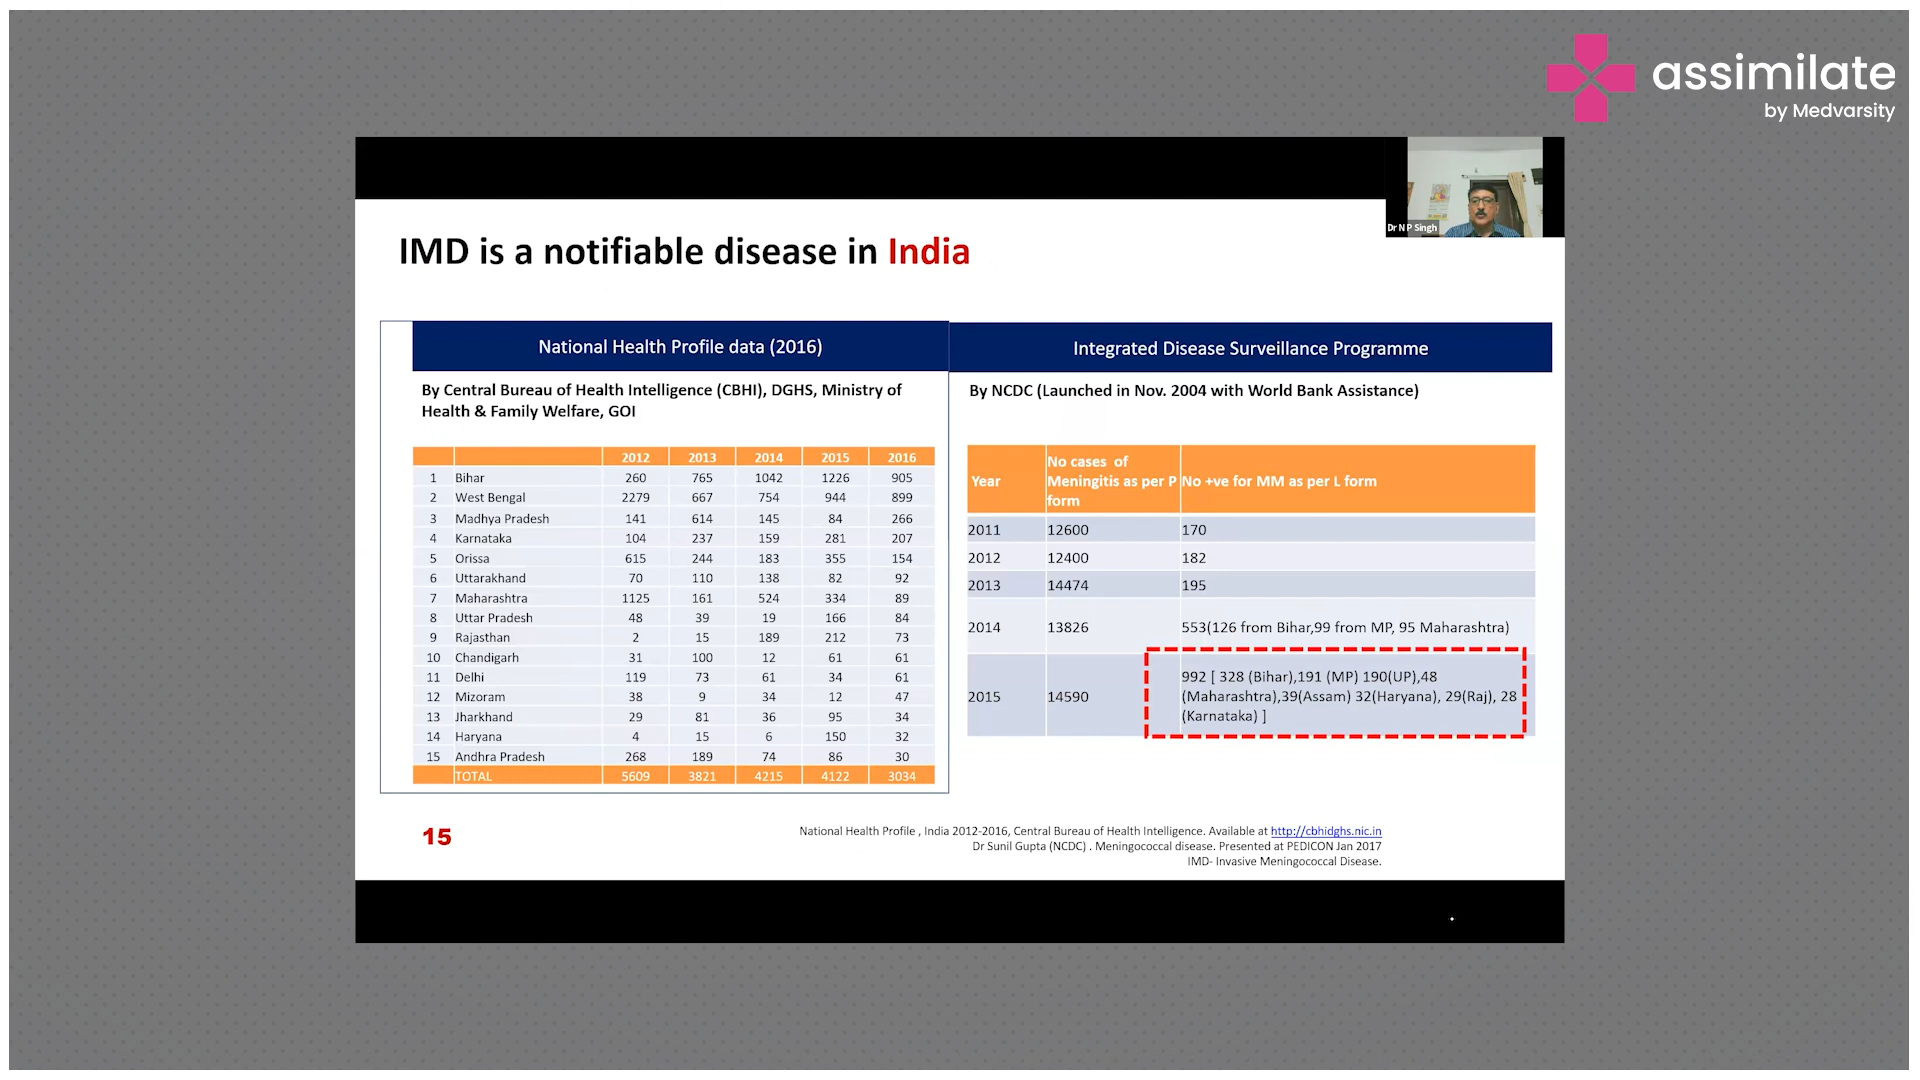 assimilate
by Medvarsity
Dr N P Singh
IMD is a notifiable disease in India
National Health Profile data (2016)
By Central Bureau of Health Intelligence (CBHI), DGHS, Ministry of
Health & Family Welfare, GOI
2012 2013 2014 2015 2016
1 Bihar 260 765 1042 1226 905
2 West Bengal 2279 667 754 944 899
3 Madhya Pradesh 141 614 145 84 266
4 Karnataka 104 237 159 281 207
5 Orissa 615 244 183 355 154
6 Uttarakhand 70 110 138 82 92
7 Maharashtra 1125 161 524 334 89
8 Uttar Pradesh 48 39 19 166 84
9 Rajasthan 2 15 189 212 73
10 Chandigarh 31 100 12 61 61
11 Delhi 119 73 61 34 61
12 Mizoram 38 9 34 12 47
13 Jharkhand 29 81 36 95 34
14 Haryana 4 15 6 150 32
15 Andhra Pradesh 268 189 74 86 30
TOTAL 5609 3821 4215 4122 3034
Integrated Disease Surveillance Programme
By NCDC (Launched in Nov. 2004 with World Bank Assistance)
Year
No cases of
Meningitis as per P
form
No +ve for MM as per L form
2011 12600 170
2012 12400 182
2013 14474 195
2014 13826 553(126 from Bihar,99 from MP, 95 Maharashtra)
2015 14590
992 [ 328 (Bihar),191 (MP) 190(UP),48
(Maharashtra),39(Assam) 32(Haryana), 29(Raj), 28
(Karnataka) ]
15
National Health Profile , India 2012-2016, Central Bureau of Health Intelligence. Available at http://cbhidghs.nic.in
Dr Sunil Gupta (NCDC) . Meningococcal disease. Presented at PEDICON Jan 2017
IMD- Invasive Meningococcal Disease.